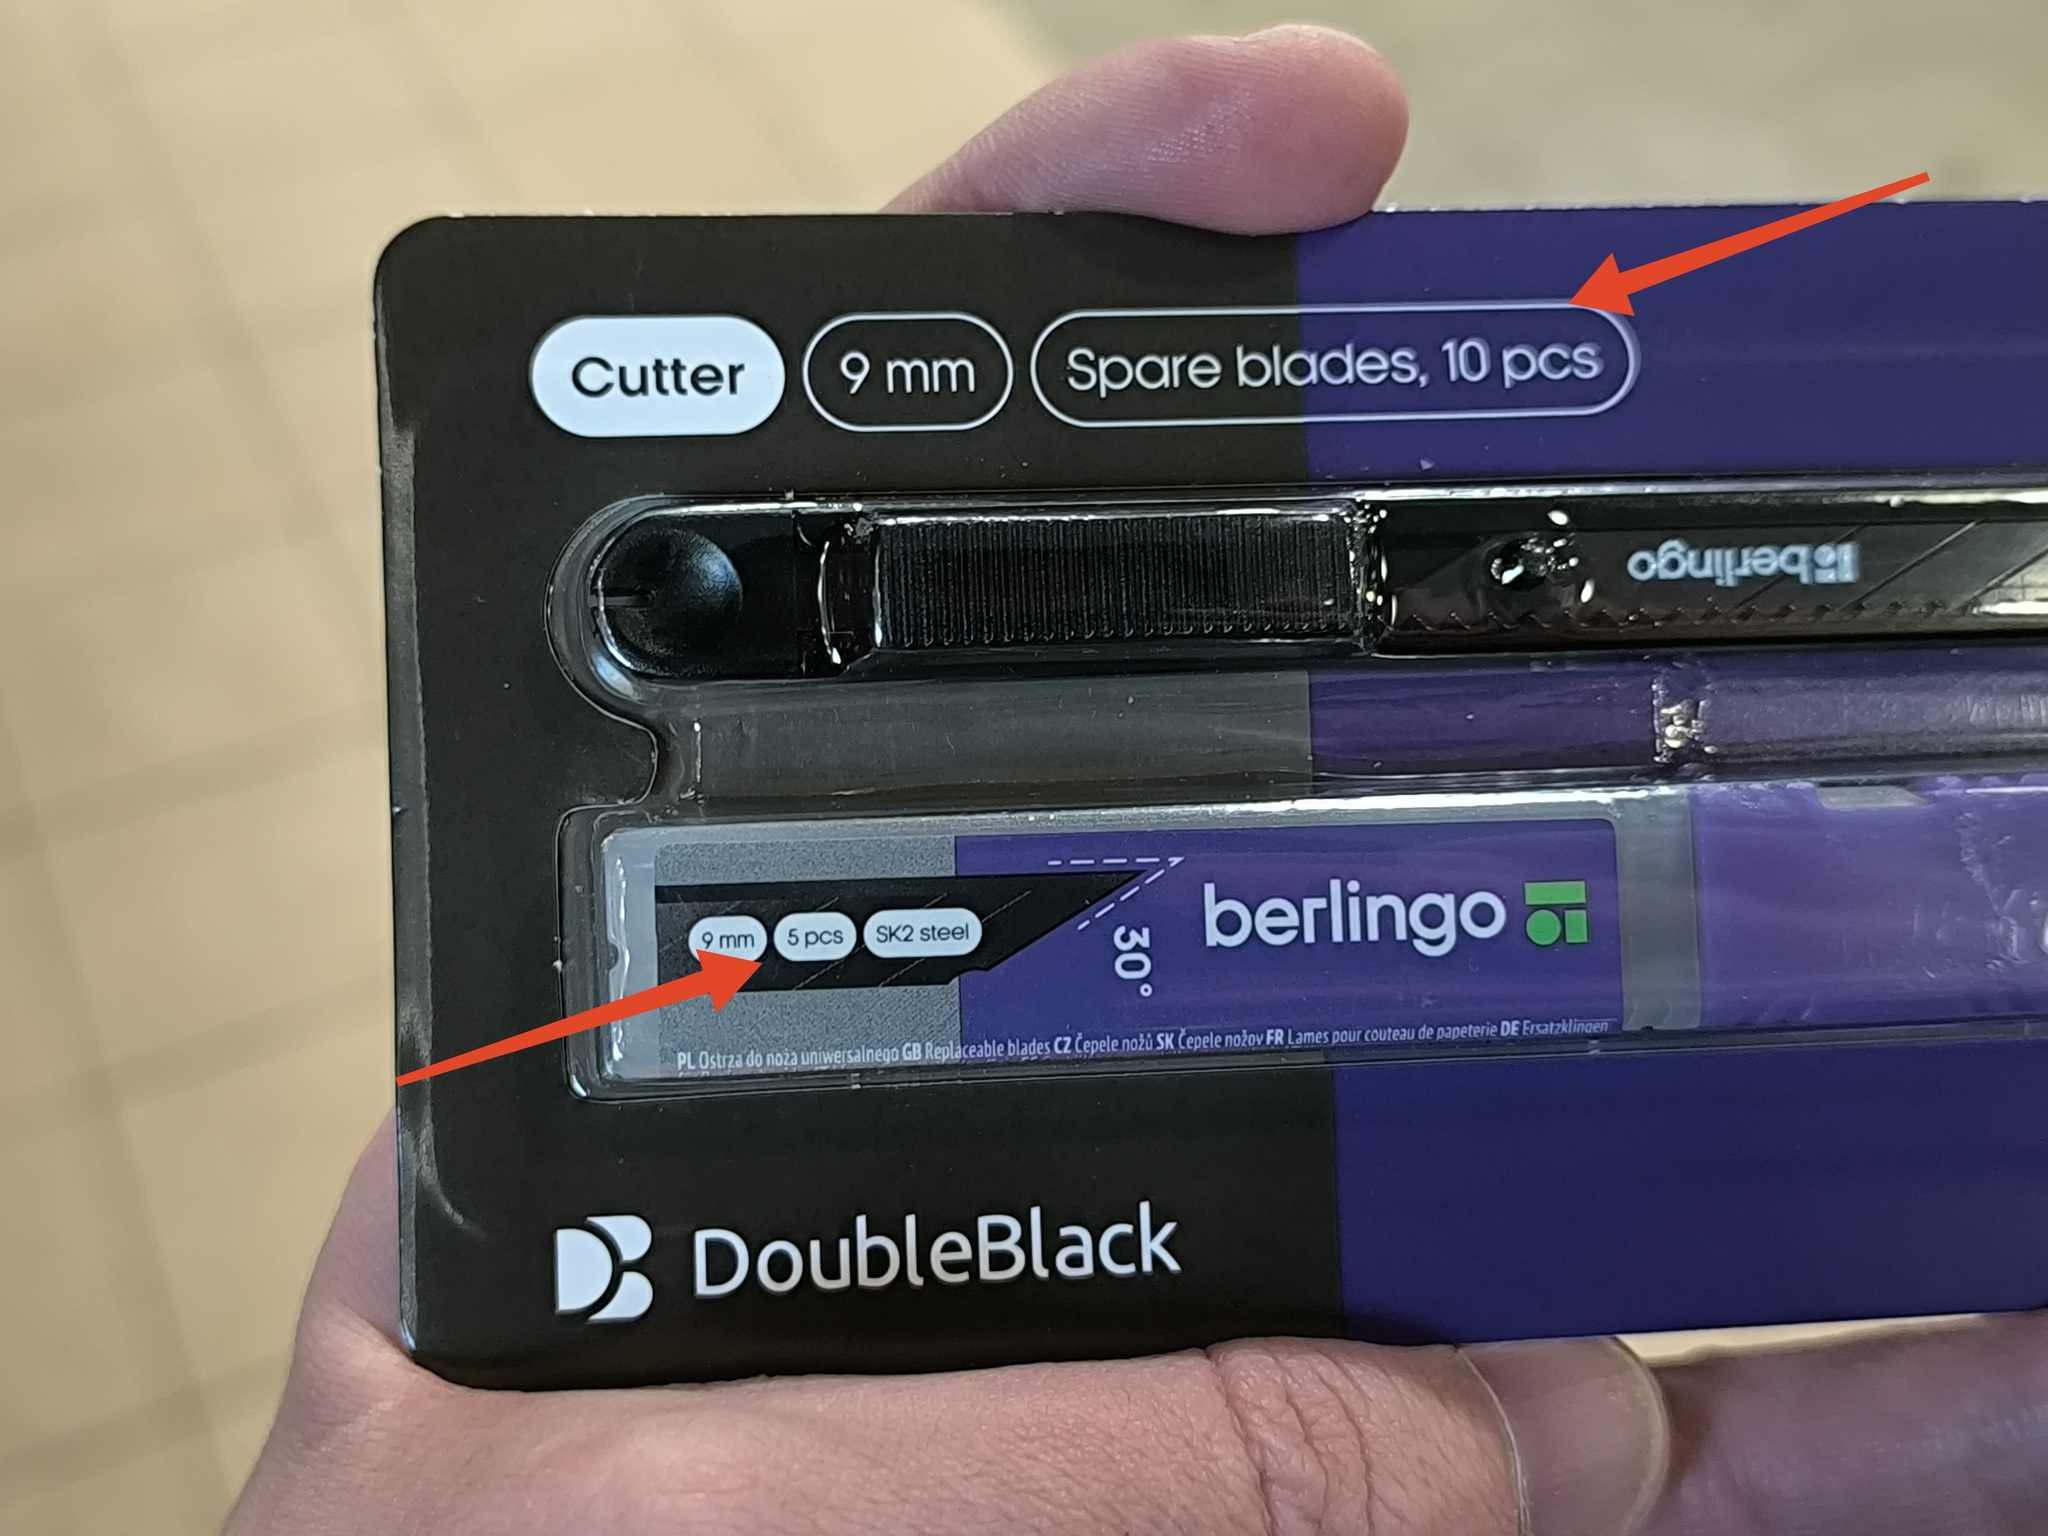 Cutter 9 mm Spare blades, 10 pcs
berlingo
9 mm 5 pcs SK2 steel
30°
berlingo
PL Ostrza do noża uniwersalnego GB Replaceable blades CZ Čepele nožů SK Čepele nožov FR Lames pour couteau de papeterie DE Ersatzklingen
DoubleBlack